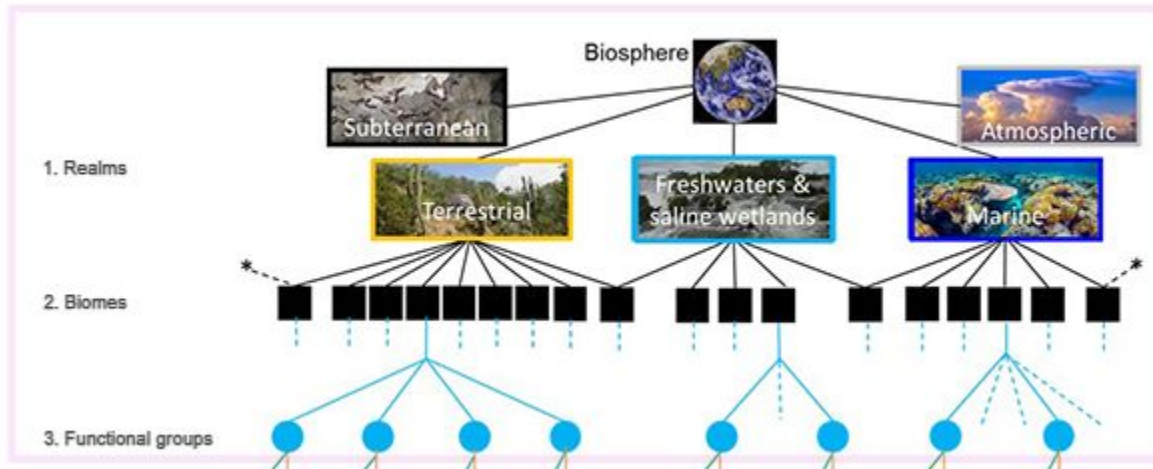 Biosphere
Subterranean
Atmospheric
1. Realms
Terrestrial
Freshwaters &
saline wetlands
Marine
*
*
2. Biomes
3. Functional groups